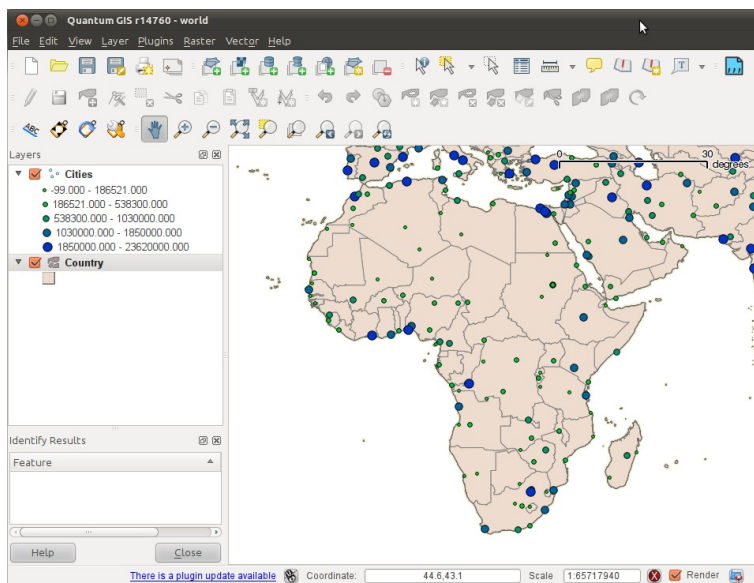 Quantum GIS r14760 - world
File Edit View Layer Plugins Raster Vector Help
ABC
T
Layers
Cities
-99.000 - 186521.000
186521.000 - 538300.000
538300.000 - 1030000.000
1030000.000 - 1850000.000
1850000.000 - 23620000.000
Country
0 30
degrees
Identify Results
Feature
Help Close
There is a plugin update available Coordinate: 44.6,43.1 Scale 1:65717940 Render